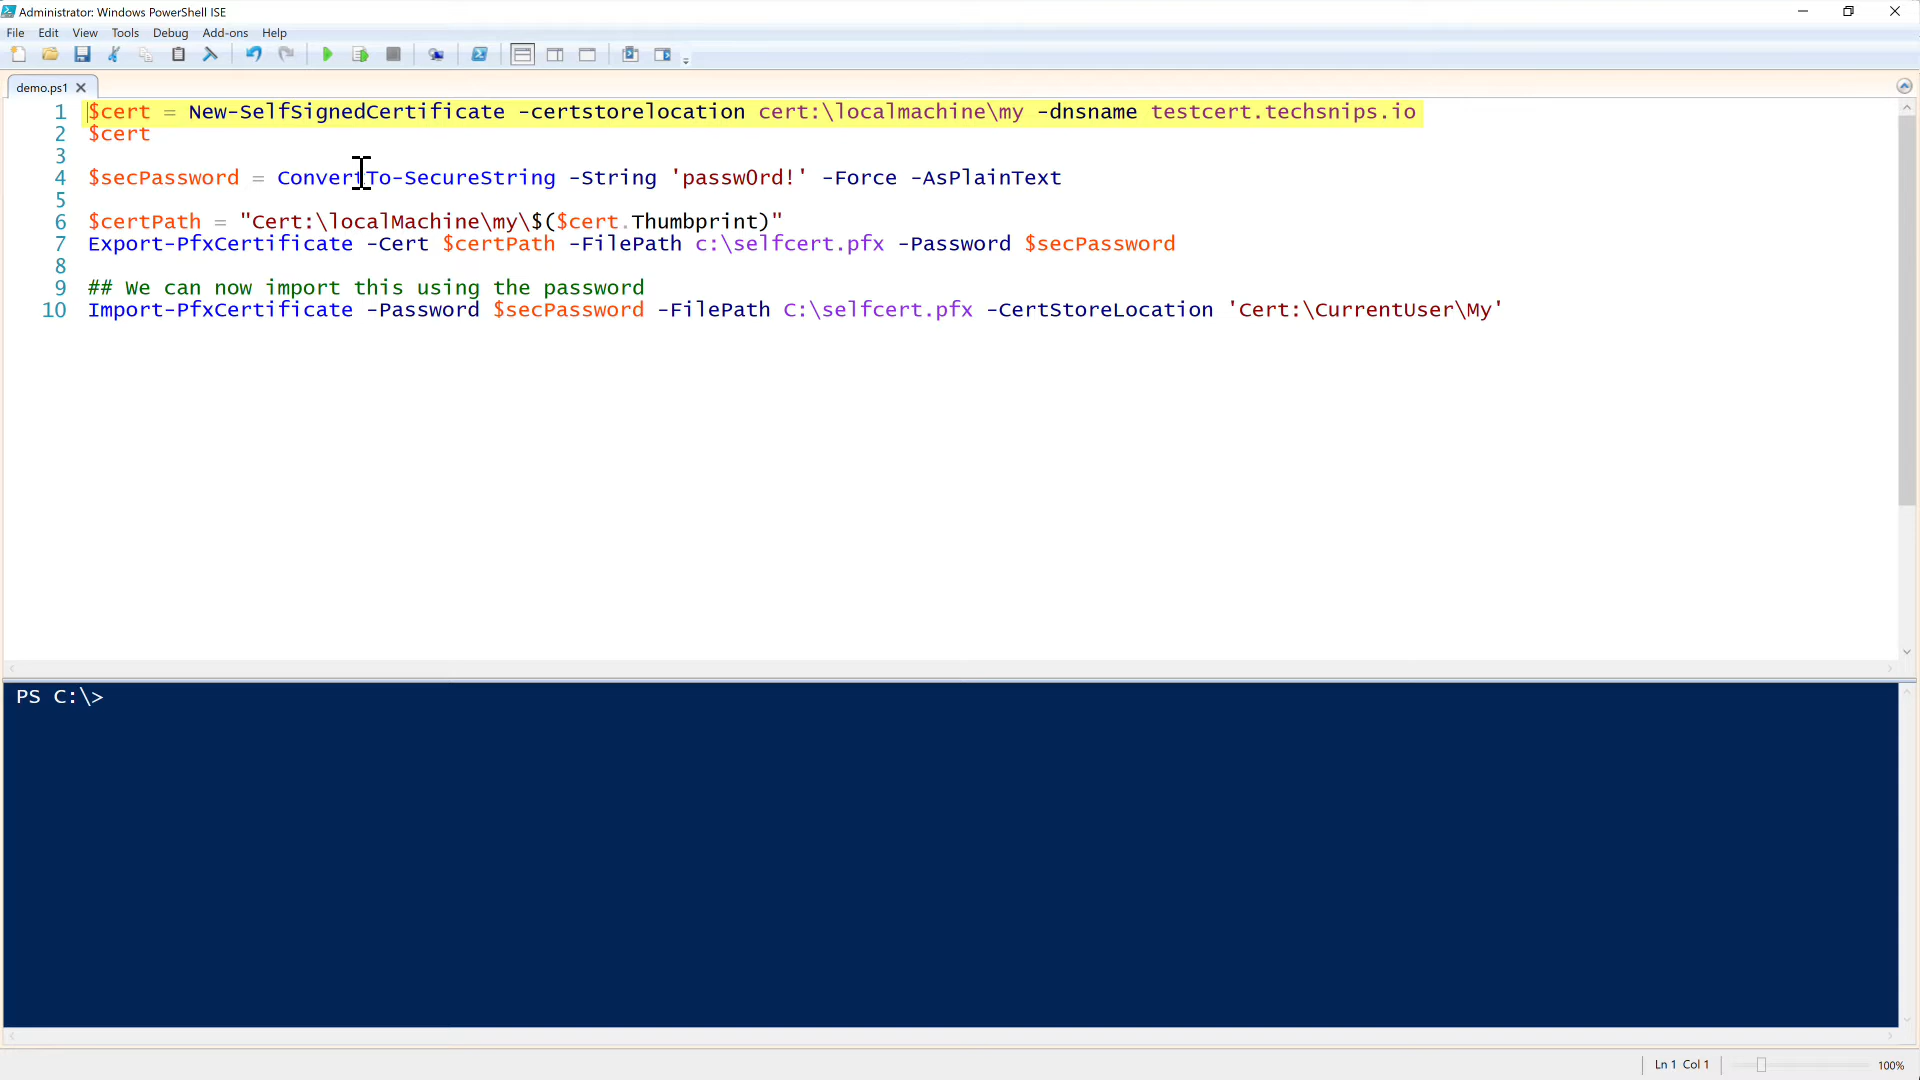 Administrator: Windows PowerShell ISE
File Edit View Tools Debug Add-ons Help
demo.ps1
1 $cert = New-SelfSignedCertificate -certstorelocation cert:\localmachine\my -dnsname testcert.techsnips.io
2 $cert
3
4 $secPassword = ConvertTo-SecureString -String 'passw0rd!' -Force -AsPlainText
5
6 $certPath = "Cert:\localMachine\my\$($cert.Thumbprint)"
7 Export-PfxCertificate -Cert $certPath -FilePath c:\selfcert.pfx -Password $secPassword
8
9 ## We can now import this using the password
10 Import-PfxCertificate -Password $secPassword -FilePath C:\selfcert.pfx -CertStoreLocation 'Cert:\CurrentUser\My'
PS C:\>
Ln 1 Col 1 100%